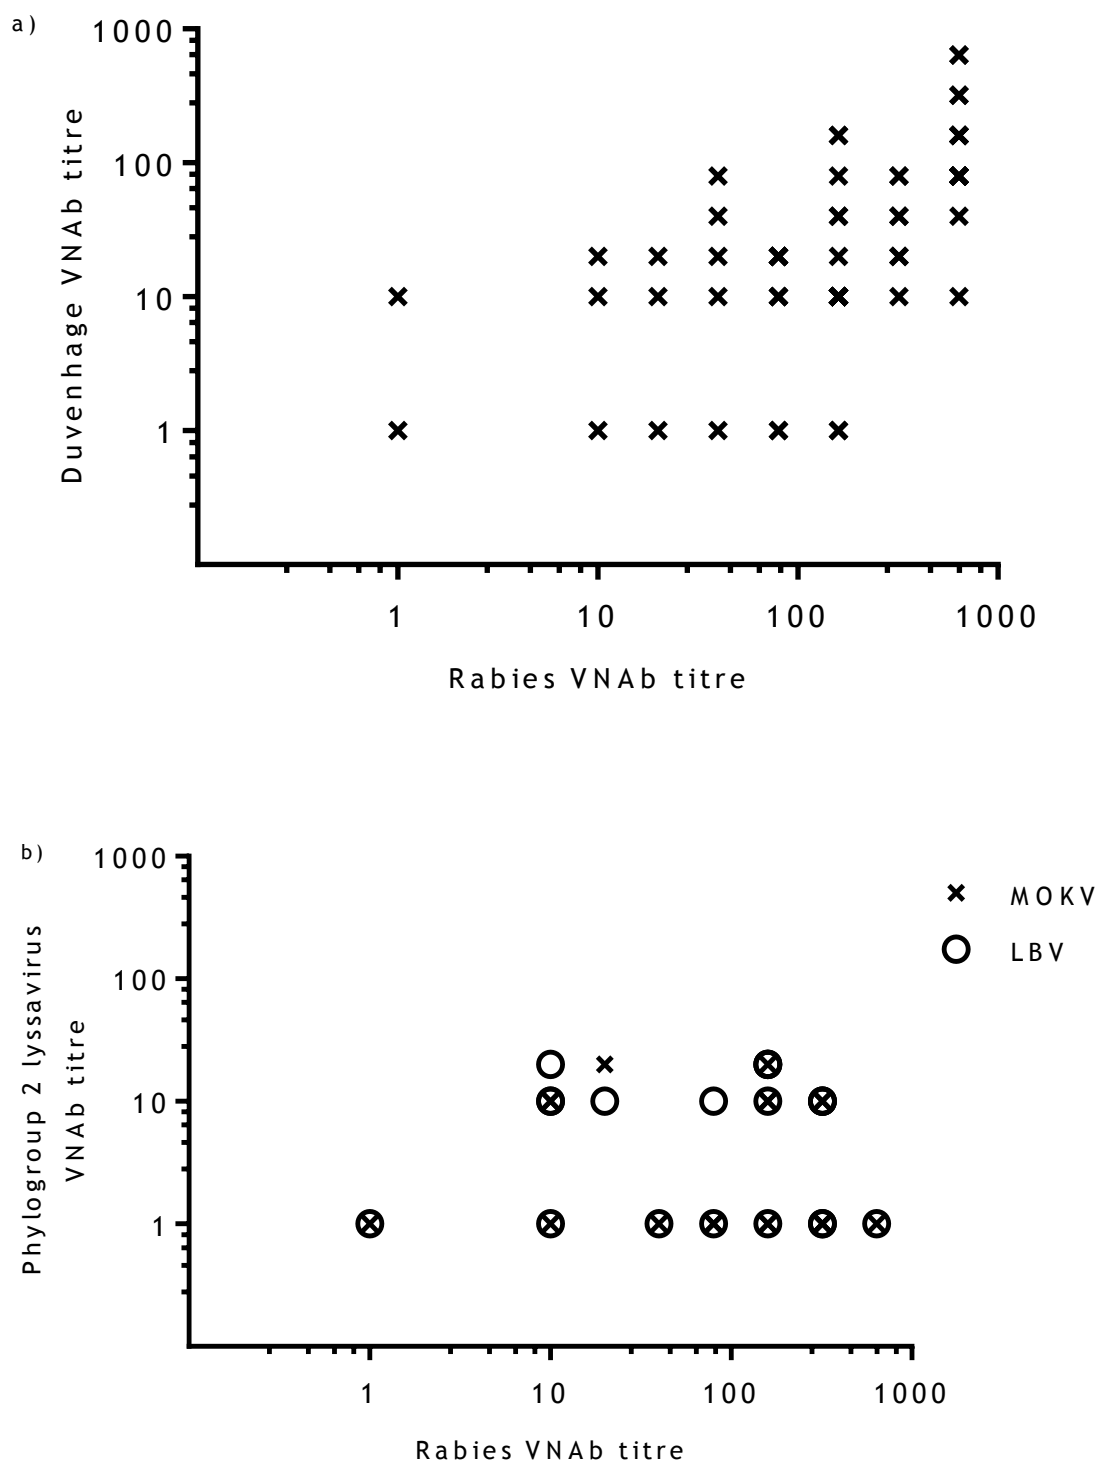 a)
1000
100
10
1
Duvenhage VNAb titre
1 10 100 1000
Rabies VNAb titre
b)
1000
100
10
1
Phylogroup 2 lyssavirus
VNAb titre
MOKV
LBV
1 10 100 1000
Rabies VNAb titre